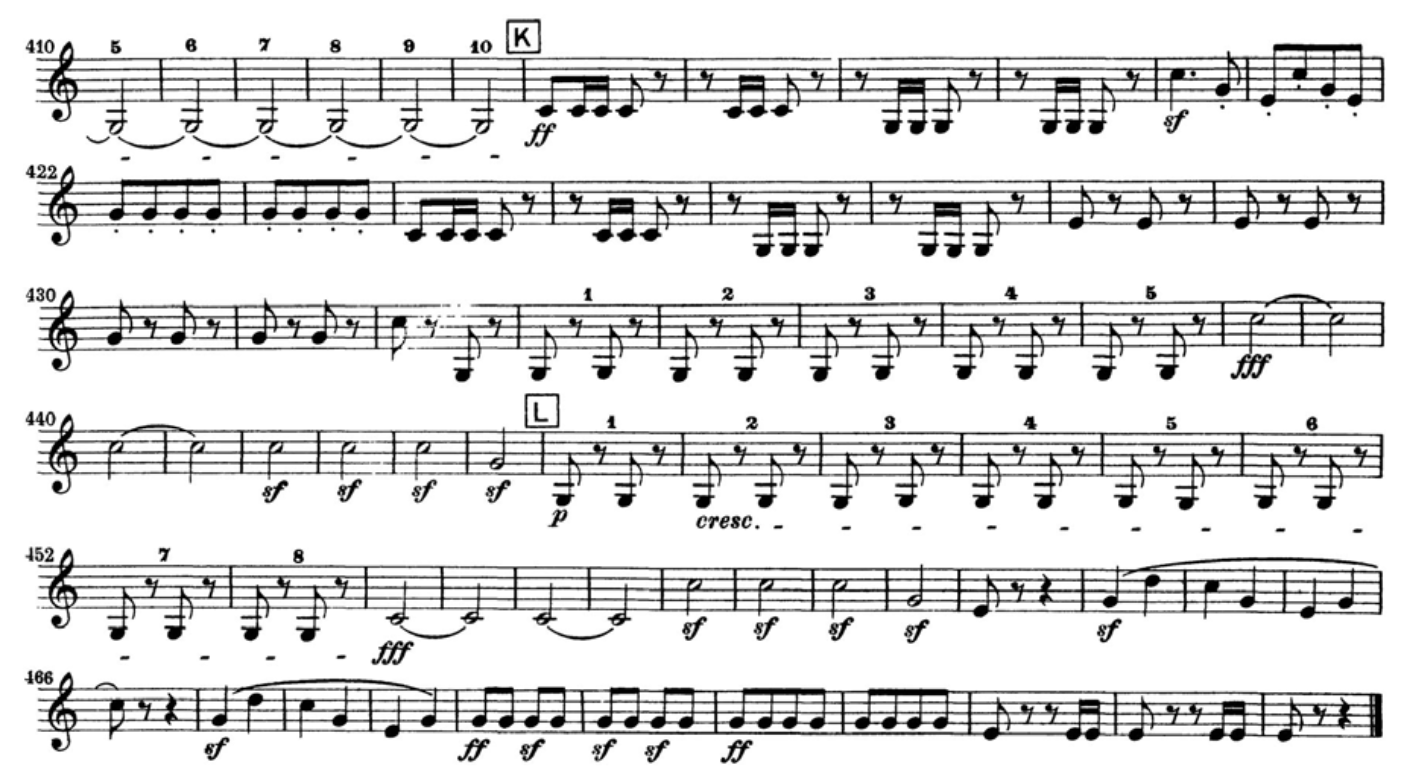 410 5 6 7 8 9 10 K
ff sf
422
430 1 2 3 4 5
fff
440 L 1 2 3 4 5 6
sf sf sf sf p cresc. - - - - - - - - -
452 7 8
- - - - fff sf sf sf sf sf
466
sf ff sf sf sf ff